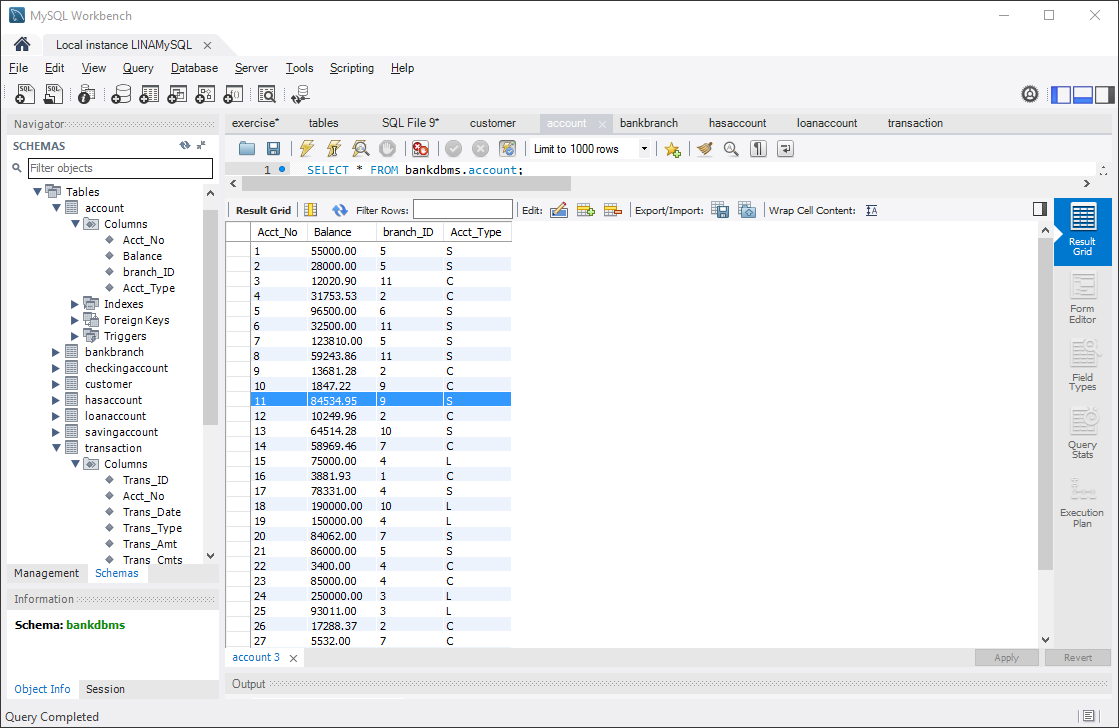 MySQL Workbench
Local instance LINAMySQL
File Edit View Query Database Server Tools Scripting Help
Navigator
SCHEMAS
Filter objects
Tables
account
Columns
Acct_No
Balance
branch_ID
Acct_Type
Indexes
Foreign Keys
Triggers
bankbranch
checkingaccount
customer
hasaccount
loanaccount
savingaccount
transaction
Columns
Trans_ID
Acct_No
Trans_Date
Trans_Type
Trans_Amt
Trans_Cmts
Management Schemas
Information
Schema: bankdbms
Object Info Session
Query Completed
exercise* tables SQL File 9* customer account bankbranch hasaccount loanaccount transaction
Limit to 1000 rows
1 SELECT * FROM bankdbms.account;
Result Grid Filter Rows: Edit: Export/Import: Wrap Cell Content:
Acct_No Balance branch_ID Acct_Type
1 55000.00 5 S
2 28000.00 5 S
3 12020.90 11 C
4 31753.53 2 C
5 96500.00 6 S
6 32500.00 11 S
7 123810.00 5 S
8 59243.86 11 S
9 13681.28 2 C
10 1847.22 9 C
11 84534.95 9 S
12 10249.96 2 C
13 64514.28 10 S
14 58969.46 7 C
15 75000.00 4 L
16 3881.93 1 C
17 78331.00 4 S
18 190000.00 10 L
19 150000.00 4 L
20 84062.00 7 S
21 86000.00 5 S
22 3400.00 4 C
23 85000.00 4 C
24 250000.00 3 L
25 93011.00 3 L
26 17288.37 2 C
27 5532.00 7 C
Result
Grid
Form
Editor
Field
Types
Query
Stats
Execution
Plan
account 3
Apply Revert
Output